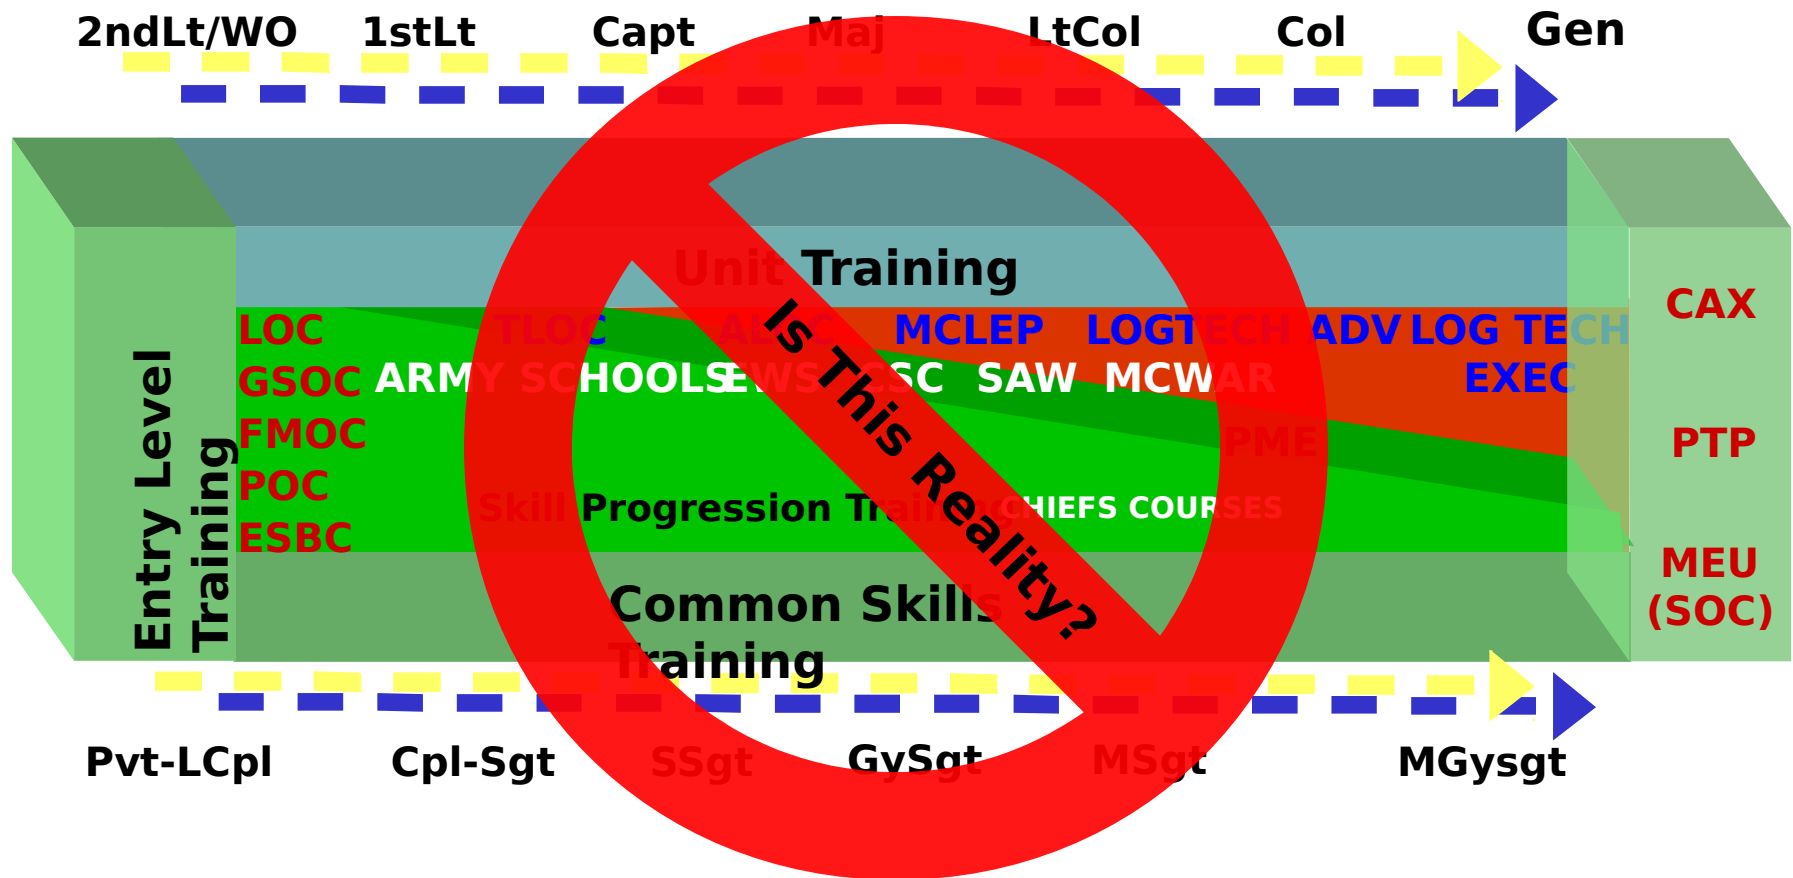 2ndLt/WO 1stLt Capt Maj LtCol Col Gen
Unit Training
LOC TLOC ALOC MCLEP LOGTECH ADV LOG TECH
GSOC ARMY SCHOOLS EWS CSC SAW MCWAR EXEC
FMOC PME
POC
Skill Progression Training CHIEFS COURSES
ESBC
Entry Level
Training
Common Skills
Training
Is This Reality?
CAX
PTP
MEU
(SOC)
Pvt-LCpl Cpl-Sgt SSgt GySgt MSgt MGysgt